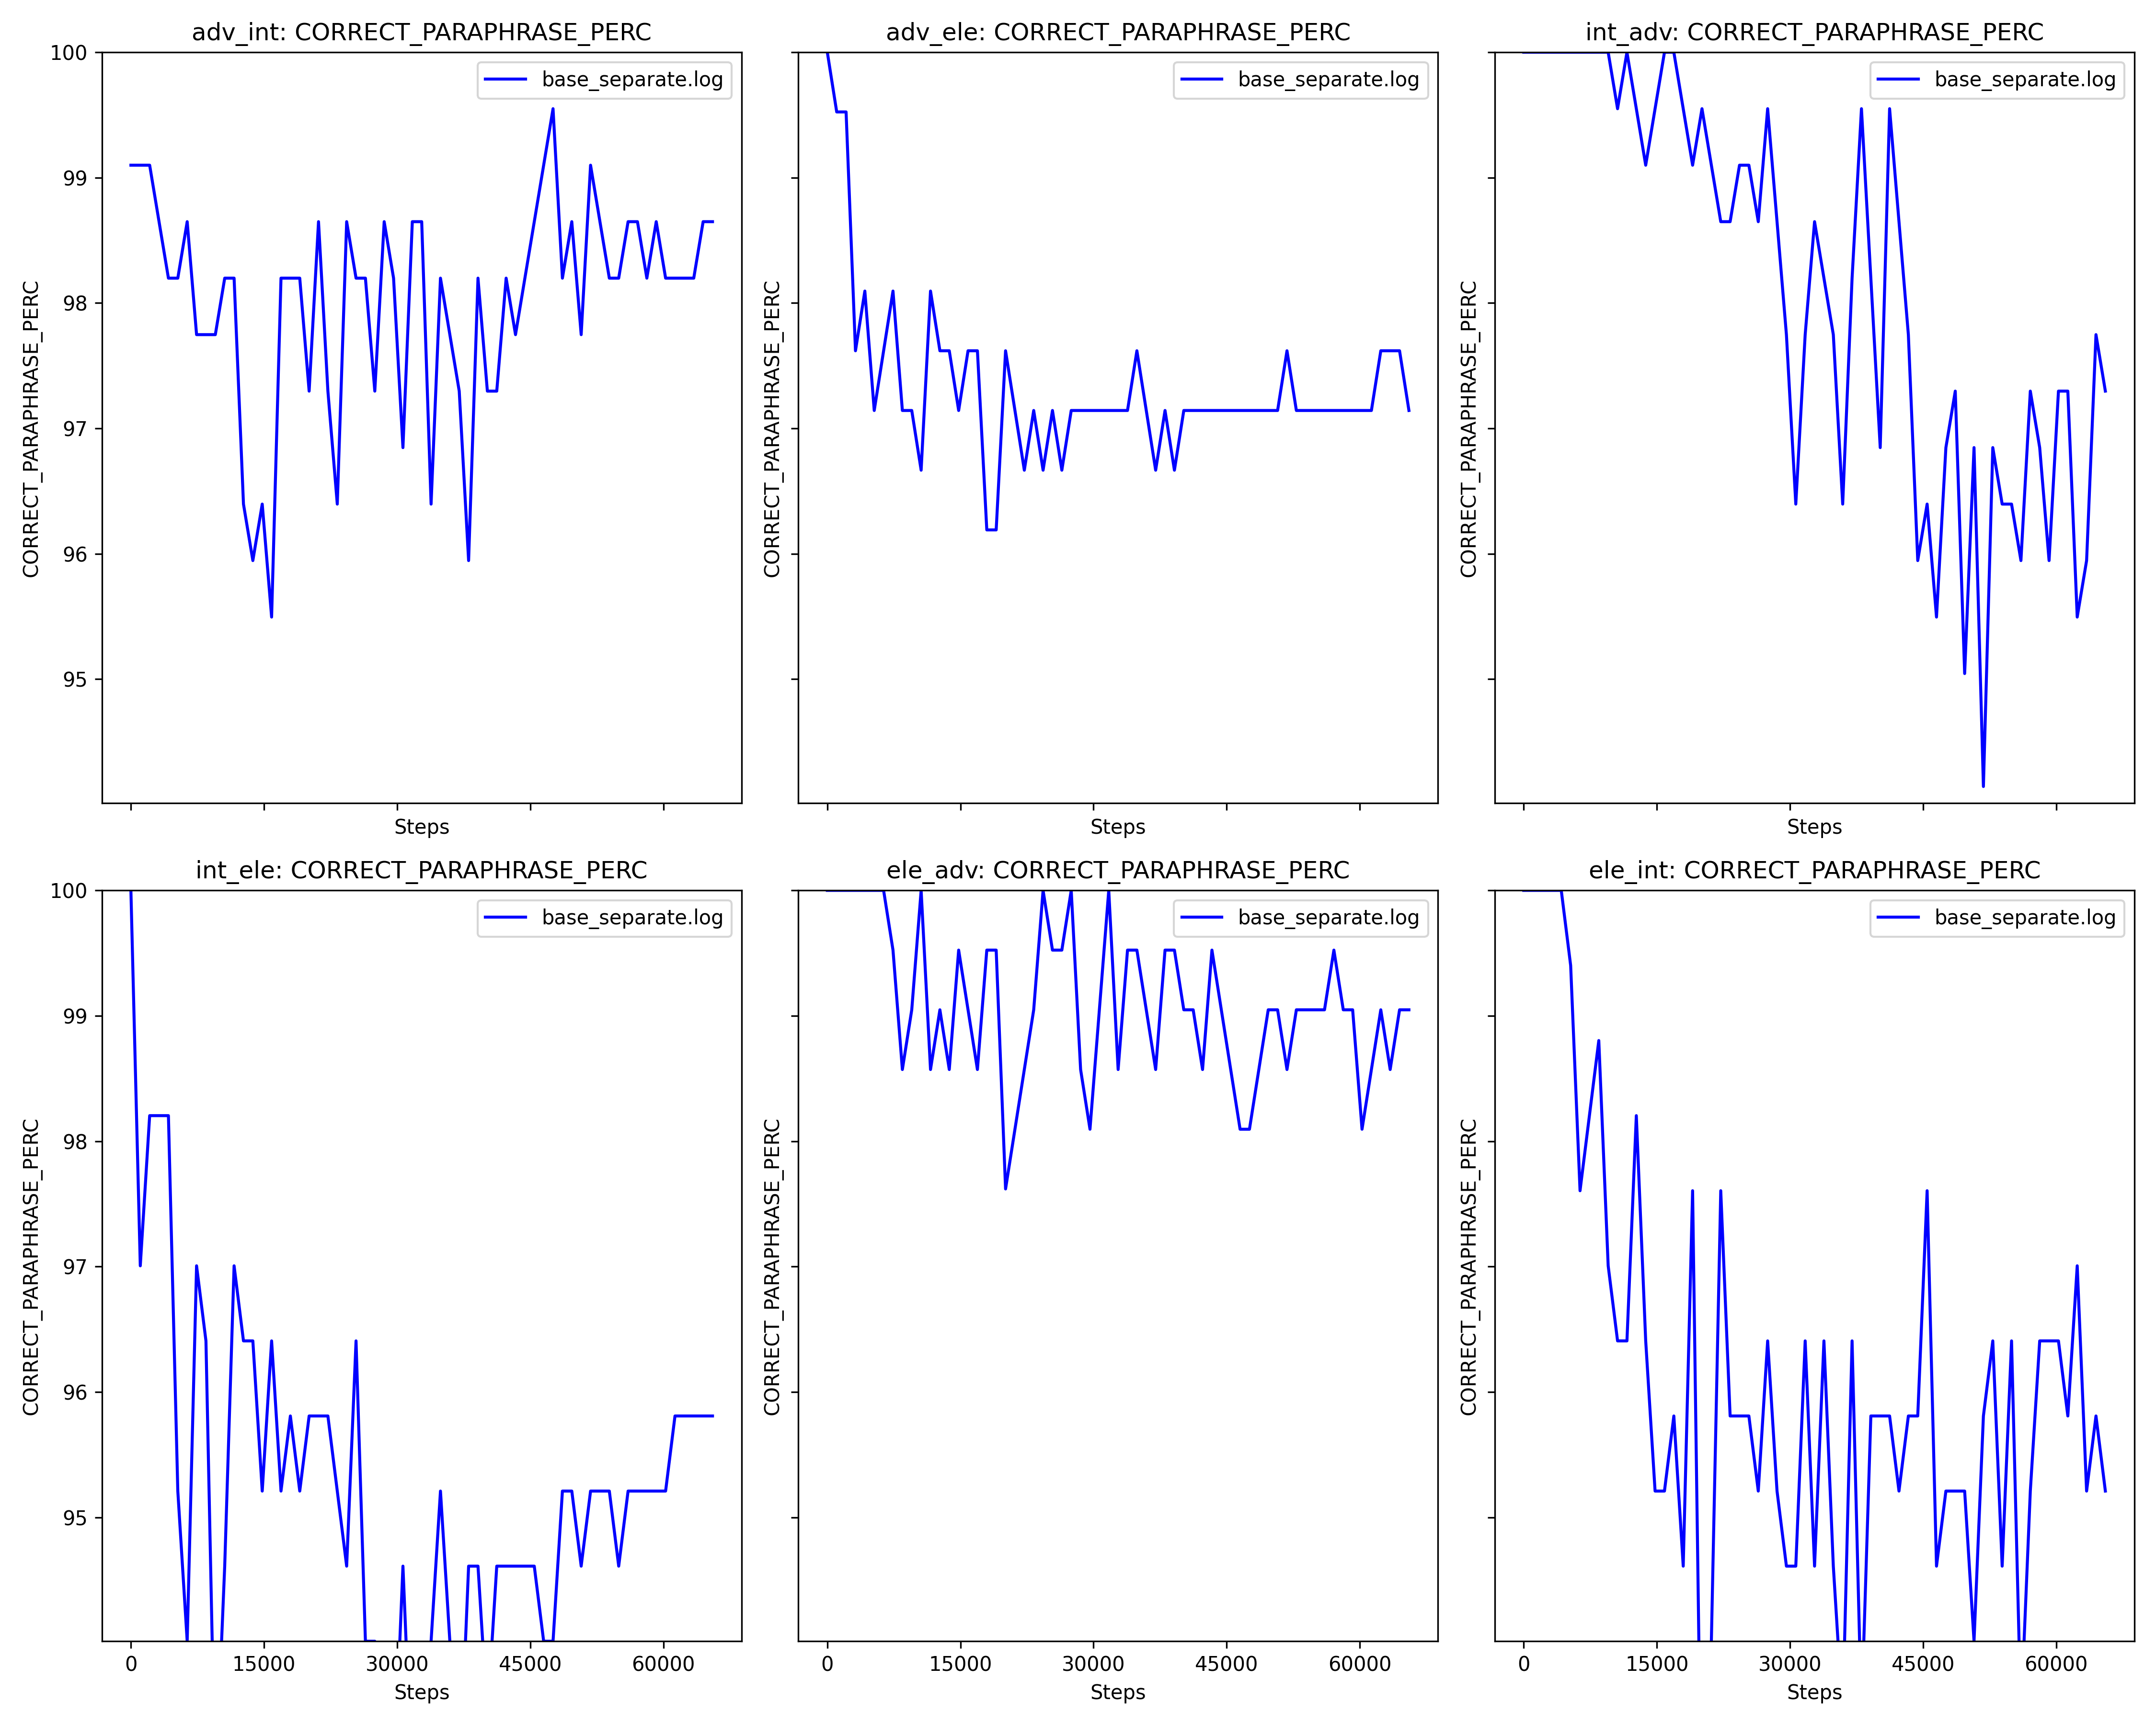 adv_int: CORRECT_PARAPHRASE_PERC
adv_ele: CORRECT_PARAPHRASE_PERC
int_adv: CORRECT_PARAPHRASE_PERC
base_separate.log
base_separate.log
base_separate.log
100
99
98
97
96
95
CORRECT_PARAPHRASE_PERC
CORRECT_PARAPHRASE_PERC
CORRECT_PARAPHRASE_PERC
Steps
Steps
Steps
int_ele: CORRECT_PARAPHRASE_PERC
ele_adv: CORRECT_PARAPHRASE_PERC
ele_int: CORRECT_PARAPHRASE_PERC
base_separate.log
base_separate.log
base_separate.log
100
99
98
97
96
95
CORRECT_PARAPHRASE_PERC
CORRECT_PARAPHRASE_PERC
CORRECT_PARAPHRASE_PERC
0 15000 30000 45000 60000
0 15000 30000 45000 60000
0 15000 30000 45000 60000
Steps
Steps
Steps